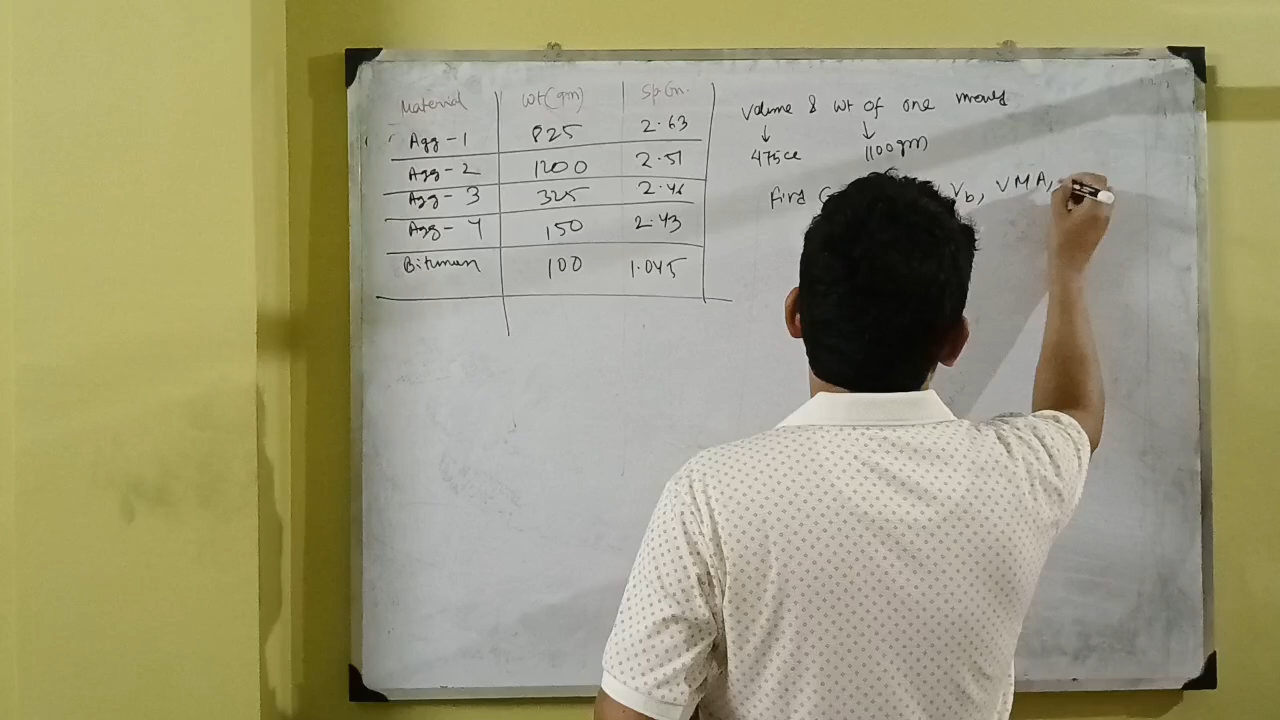 Material wt(gm) Sp Gr.
Agg-1 825 2.63
Agg-2 1200 2.51
Agg-3 325 2.46
Agg-4 150 2.43
Bitumen 100 1.045
volume & wt of one mould
475cc 1100gm
Find Vb, VMA,